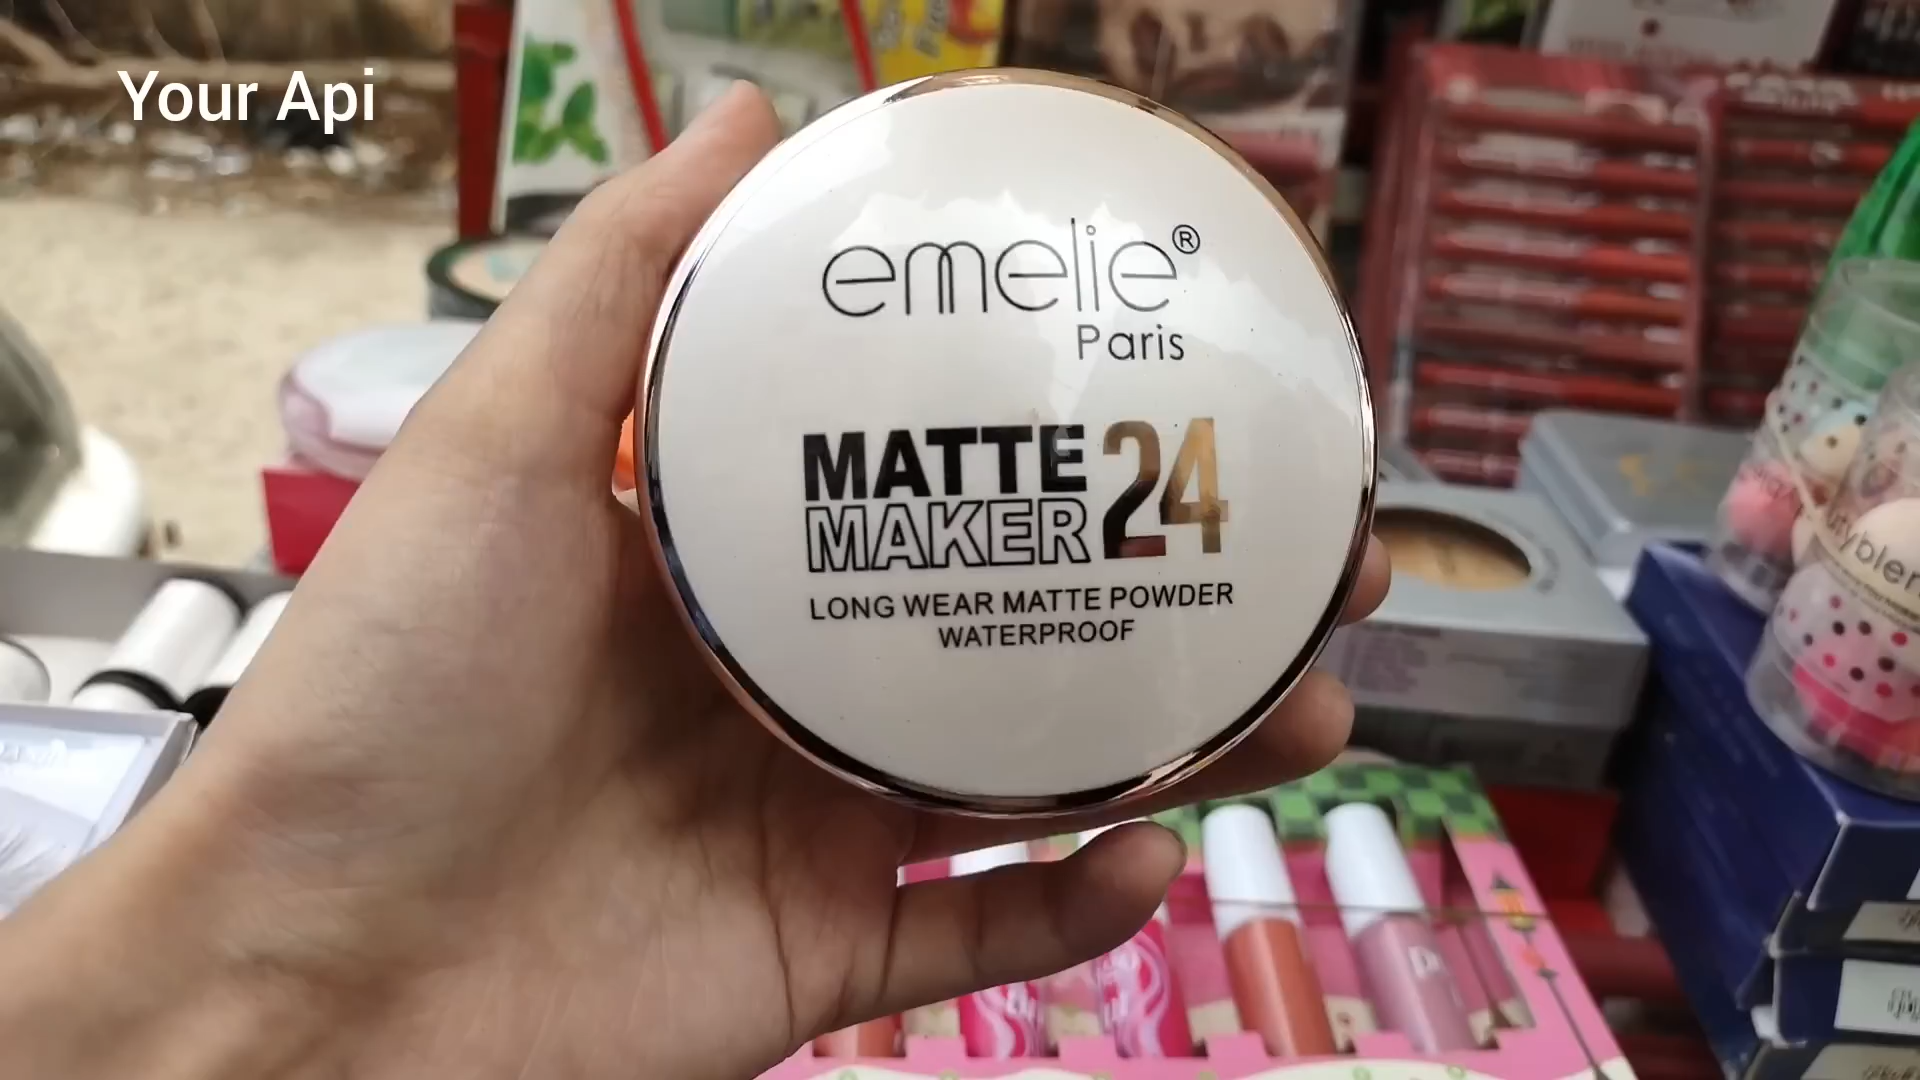 Your Api
emelie®
Paris
MATTE
MAKER 24
LONG WEAR MATTE POWDER
WATERPROOF